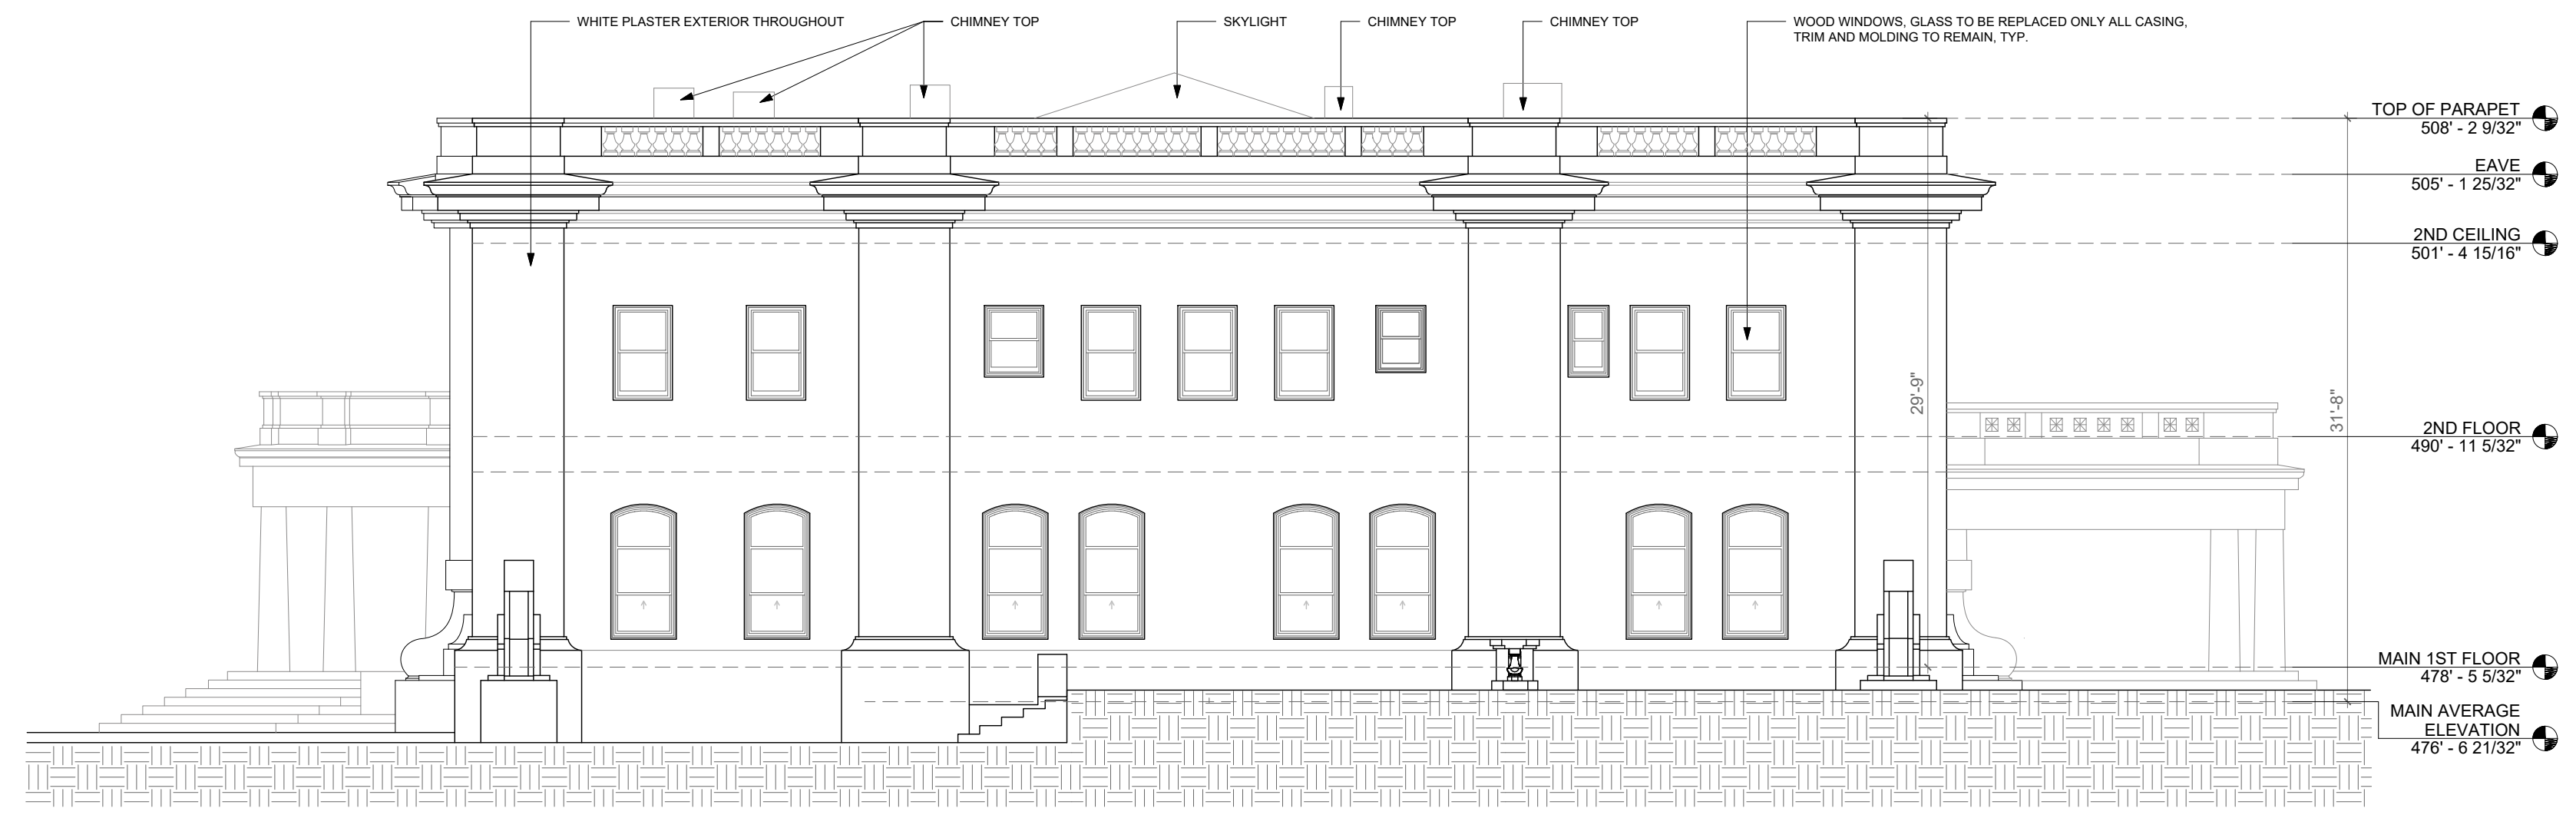 WHITE PLASTER EXTERIOR THROUGHOUT
CHIMNEY TOP
SKYLIGHT
CHIMNEY TOP
CHIMNEY TOP
WOOD WINDOWS, GLASS TO BE REPLACED ONLY ALL CASING,
TRIM AND MOLDING TO REMAIN, TYP.
TOP OF PARAPET
508' - 2 9/32"
EAVE
505' - 1 25/32"
2ND CEILING
501' - 4 15/16"
29'-9"
31'-8"
2ND FLOOR
490' - 11 5/32"
MAIN 1ST FLOOR
478' - 5 5/32"
MAIN AVERAGE
ELEVATION
476' - 6 21/32"